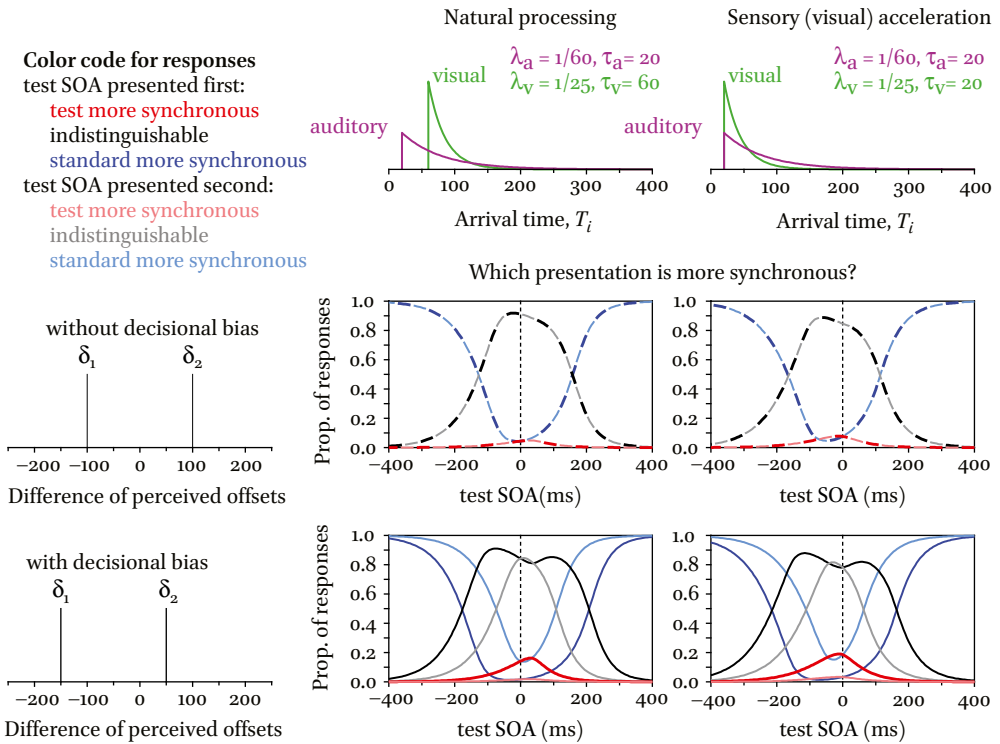 Natural processing
Sensory (visual) acceleration
Color code for responses
test SOA presented first:
test more synchronous
indistinguishable
standard more synchronous
test SOA presented second:
test more synchronous
indistinguishable
standard more synchronous
λa = 1/60, τa= 20
λv = 1/25, τv= 60
visual
auditory
0 100 200 300 400
Arrival time, Ti
λa = 1/60, τa= 20
λv = 1/25, τv= 20
visual
auditory
0 100 200 300 400
Arrival time, Ti
Which presentation is more synchronous?
without decisional bias
δ1 δ2
−200 −100 0 100 200
Difference of perceived offsets
Prop. of responses
1.0
0.8
0.6
0.4
0.2
0.0
−400 −200 0 200 400
test SOA(ms)
1.0
0.8
0.6
0.4
0.2
0.0
−400 −200 0 200 400
test SOA (ms)
with decisional bias
δ1 δ2
−200 −100 0 100 200
Difference of perceived offsets
Prop. of responses
1.0
0.8
0.6
0.4
0.2
0.0
−400 −200 0 200 400
test SOA (ms)
1.0
0.8
0.6
0.4
0.2
0.0
−400 −200 0 200 400
test SOA (ms)